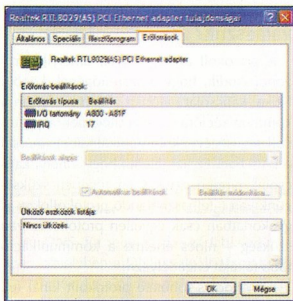 Realtek RTL8029(AS) PCI Ethernet adapter tulajdonságai
Általános Speciális Illesztőprogram Erőforrások
Realtek RTL8029(AS) PCI Ethernet adapter
Erőforrás-beállítások:
Erőforrás típusa Beállítás
I/O tartomány A800 - A81F
IRQ 17
Beállítások alapja:
Automatikus beállítások
Beállítás módosítása...
Ütköző eszközök listája:
Nincs ütközés.
OK Mégse